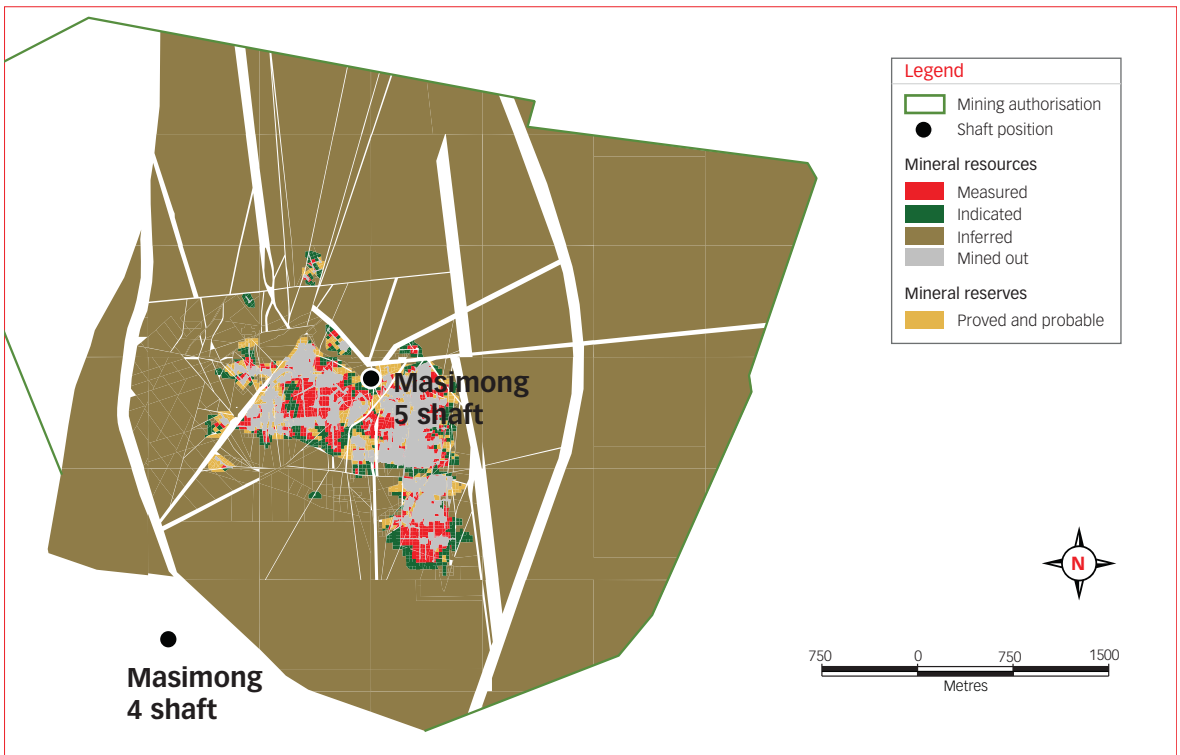 Legend
Mining authorisation
Shaft position
Mineral resources
Measured
Indicated
Inferred
Mined out
Mineral reserves
Proved and probable
Masimong
5 shaft
N
Masimong
4 shaft
750 0 750 1500
Metres